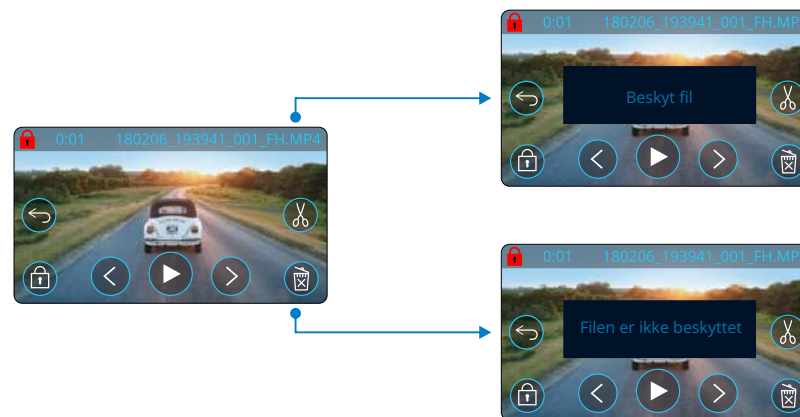 0:01 180206_193941_001_FH.MP4
0:01 180206_193941_001_FH.MP
Beskyt fil
0:01 180206_193941_001_FH.MP
Filen er ikke beskyttet